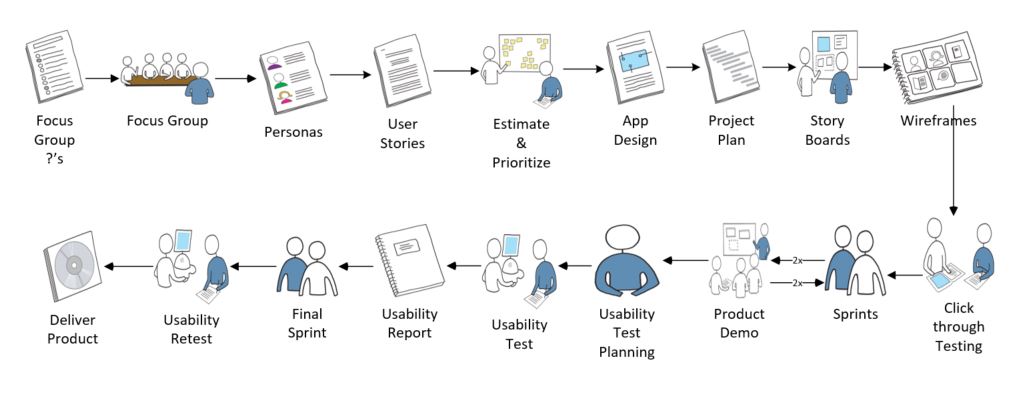 Focus
Group
?'s
Focus Group
Personas
User
Stories
Estimate
&
Prioritize
App
Design
Project
Plan
Story
Boards
Wireframes
Deliver
Product
Usability
Retest
Final
Sprint
Usability
Report
Usability
Test
Usability
Test
Planning
Product
Demo
2x
2x
Sprints
Click
through
Testing